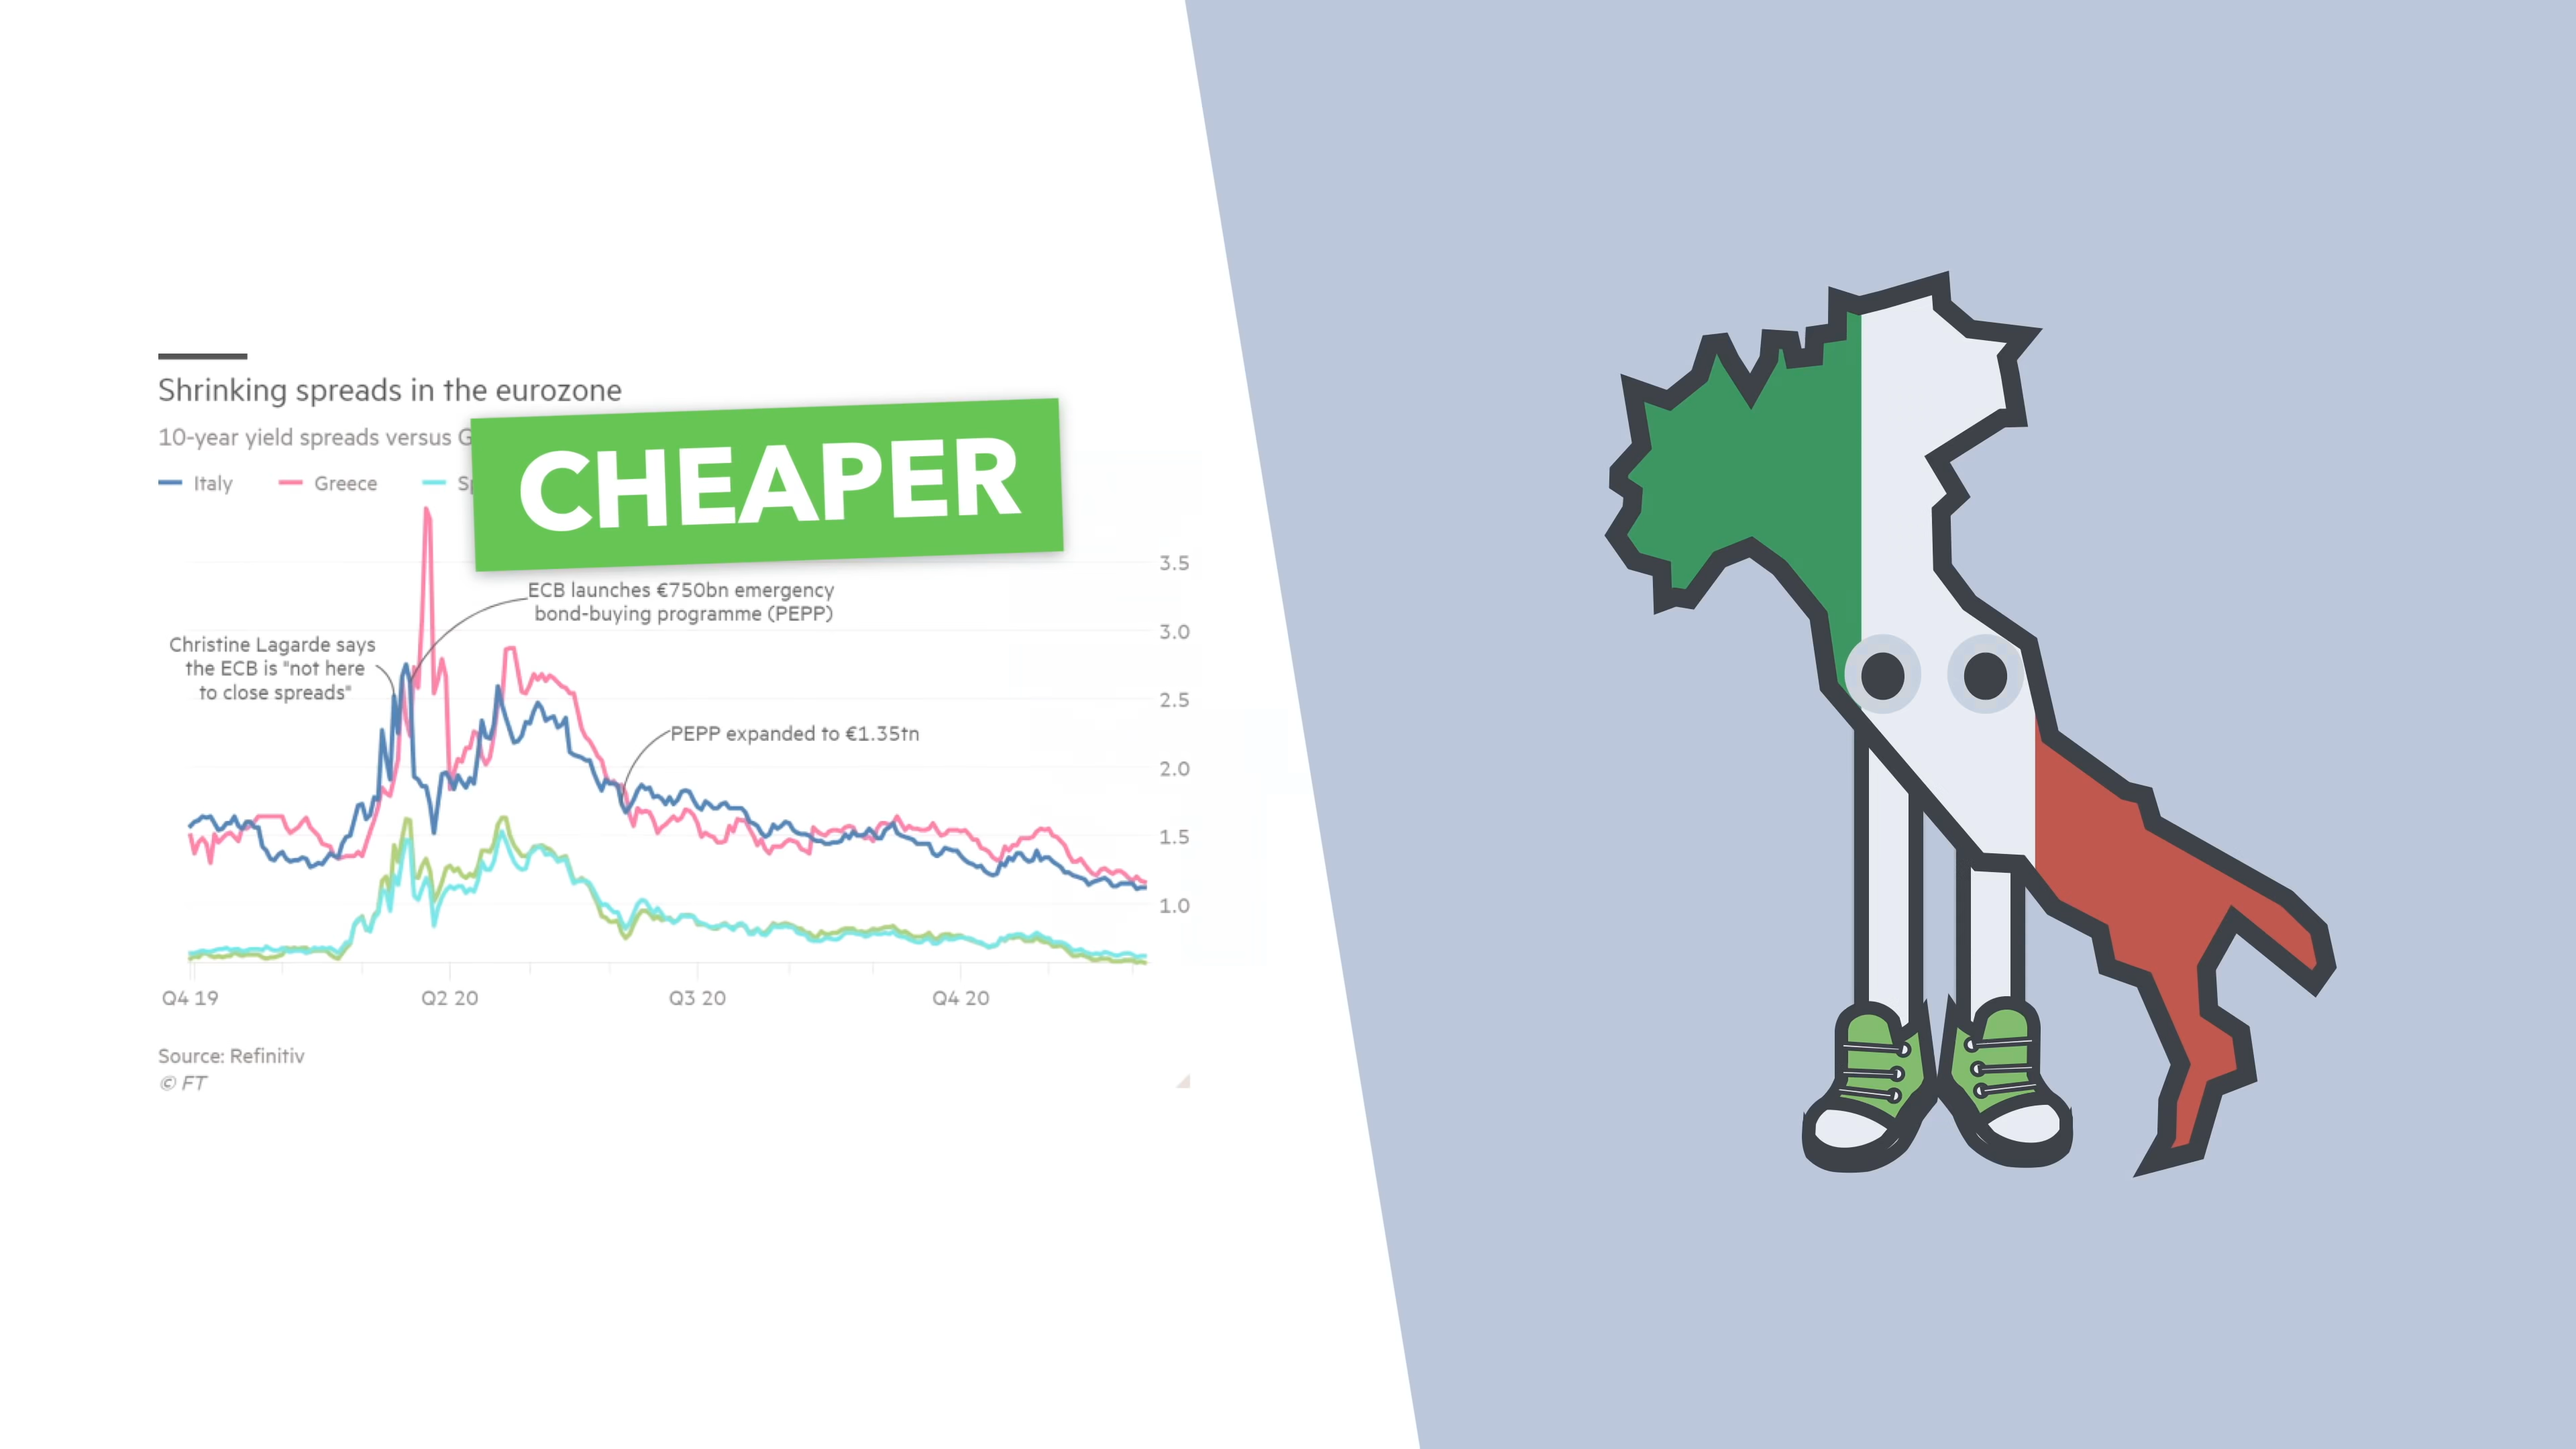 Shrinking spreads in the eurozone
10-year yield spreads versus
CHEAPER
Italy
Greece
ECB launches €750bn emergency
bond-buying programme (PEPP)
Christine Lagarde says
the ECB is "not here
to close spreads"
PEPP expanded to €1.35tn
3.5
3.0
2.5
2.0
1.5
1.0
Q4 19
Q2 20
Q3 20
Q4 20
Source: Refinitiv
© FT